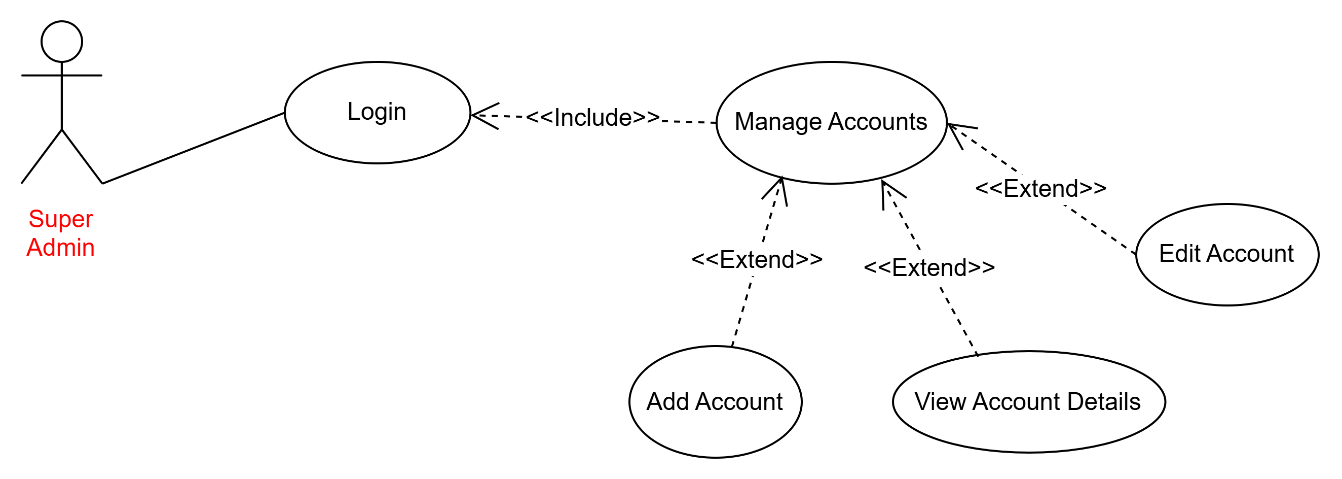 Login
<<Include>>
Manage Accounts
<<Extend>>
Super
Admin
<<Extend>>
<<Extend>>
Edit Account
Add Account
View Account Details